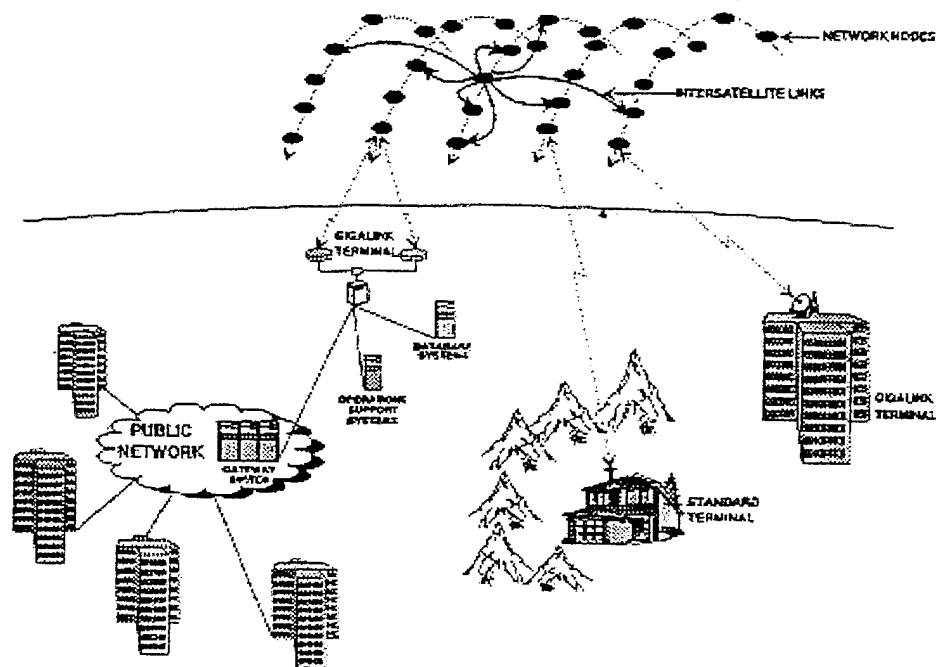 NETWORK NODES
INTERSATELLITE LINKS
GIGALINK
TERMINAL
DATABASE
SYSTEMS
OPERATIONS
SUPPORT
SYSTEMS
GIGALINK
TERMINAL
PUBLIC
NETWORK
GATEWAY
SWITCH
STANDARD
TERMINAL